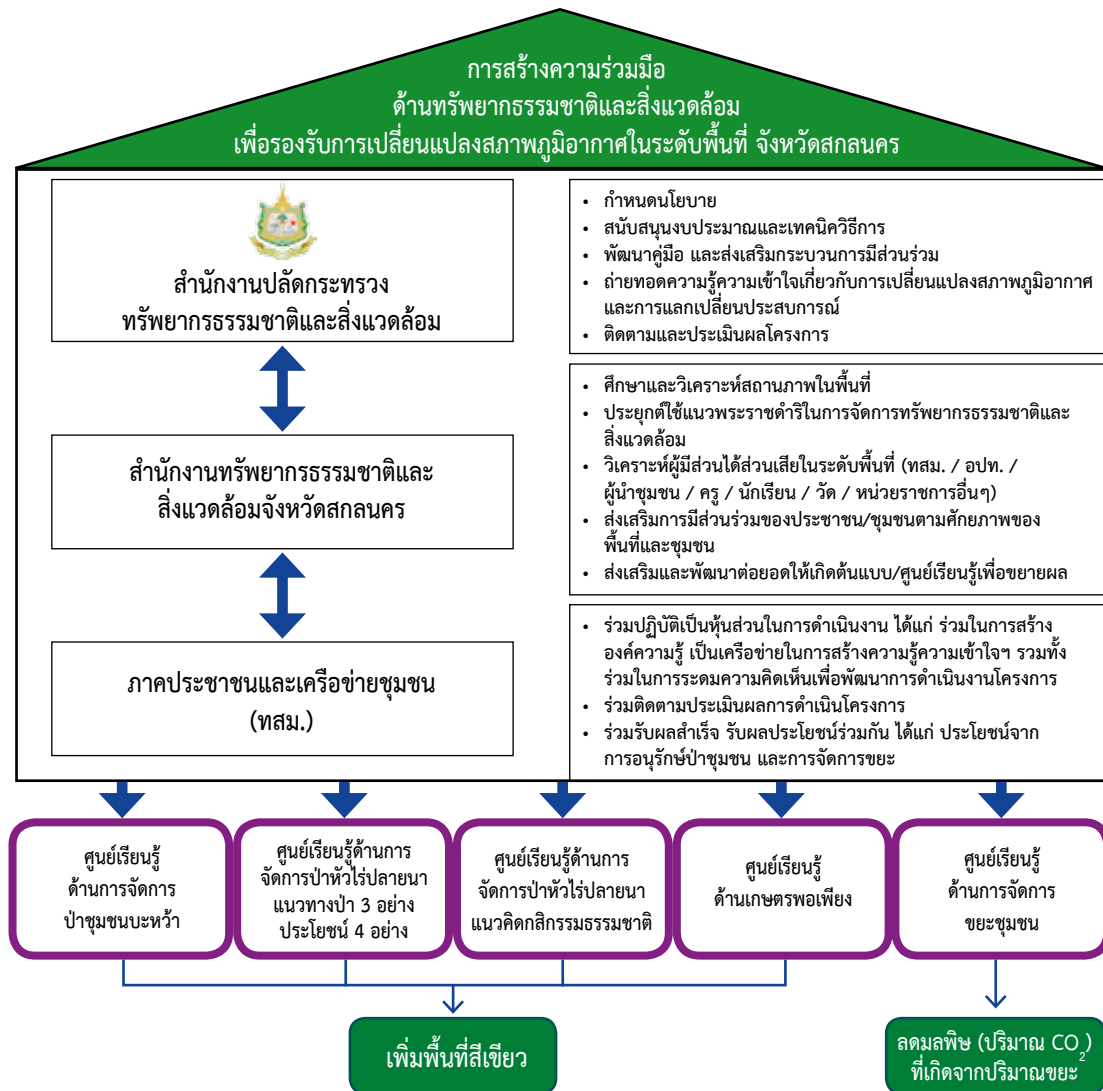 การสร้างความร่วมมือ
ด้านทรัพยากธรรมชาติและสิ่งแวดล้อม
เพื่อรองรับการเปลี่ยนแปลงสภาพภูมิอากาศในระดับพื้นที่ จังหวัดสกลนคร
สำนักงานปลัดกระทรวง
ทรัพยากรธรรมชาติและสิ่งแวดล้อม
• กำหนดนโยบาย
• สนับสนุนงบประมาณและเทคนิควิธีการ
• พัฒนาคู่มือ และส่งเสริมกระบวนการมีส่วนร่วม
• ถ่ายทอดความรู้ความเข้าใจเกี่ยวกับการเปลี่ยนแปลงสภาพภูมิอากาศ
และการแลกเปลี่ยนประสบการณ์
• ติดตามและประเมินผลโครงการ
สำนักงานทรัพยากรธรรมชาติและ
สิ่งแวดล้อมจังหวัดสกลนคร
• ศึกษาและวิเคราะห์สถานภาพในพื้นที่
• ประยุกต์ใช้แนวพระราชดำริในการจัดการทรัพยากรธรรมชาติและ
สิ่งแวดล้อม
• วิเคราะห์ผู้มีส่วนได้ส่วนเสียในระดับพื้นที่ (ทสม. / อปท. /
ผู้นำชุมชน / ครู / นักเรียน / วัด / หน่วยราชการอื่นๆ)
• ส่งเสริมการมีส่วนร่วมของประชาชน/ชุมชนตามศักยภาพของ
พื้นที่และชุมชน
• ส่งเสริมและพัฒนาต่อยอดให้เกิดต้นแบบ/ศูนย์เรียนรู้เพื่อขยายผล
ภาคประชาชนและเครือข่ายชุมชน
(ทสม.)
• ร่วมปฏิบัติเป็นหุ้นส่วนในการดำเนินงาน ได้แก่ ร่วมในการสร้าง
องค์ความรู้ เป็นเครือข่ายในการสร้างความรู้ความเข้าใจฯ รวมทั้ง
ร่วมในการระดมความคิดเห็นเพื่อพัฒนาการดำเนินงานโครงการ
• ร่วมติดตามประเมินผลการดำเนินโครงการ
• ร่วมรับผลสำเร็จ รับผลประโยชน์ร่วมกัน ได้แก่ ประโยชน์จาก
การอนุรักษ์ป่าชุมชน และการจัดการขยะ
ศูนย์เรียนรู้
ด้านการจัดการ
ป่าชุมชนบะหว้า
ศูนย์เรียนรู้ด้านการ
จัดการป่าหัวไร่ปลายนา
แนวทางป่า 3 อย่าง
ประโยชน์ 4 อย่าง
ศูนย์เรียนรู้ด้านการ
จัดการป่าหัวไร่ปลายนา
แนวคิดกสิกรรมธรรมชาติ
ศูนย์เรียนรู้
ด้านเกษตรพอเพียง
ศูนย์เรียนรู้
ด้านการจัดการ
ขยะชุมชน
เพิ่มพื้นที่สีเขียว
ลดมลพิษ (ปริมาณ CO₂)
ที่เกิดจากปริมาณขยะ